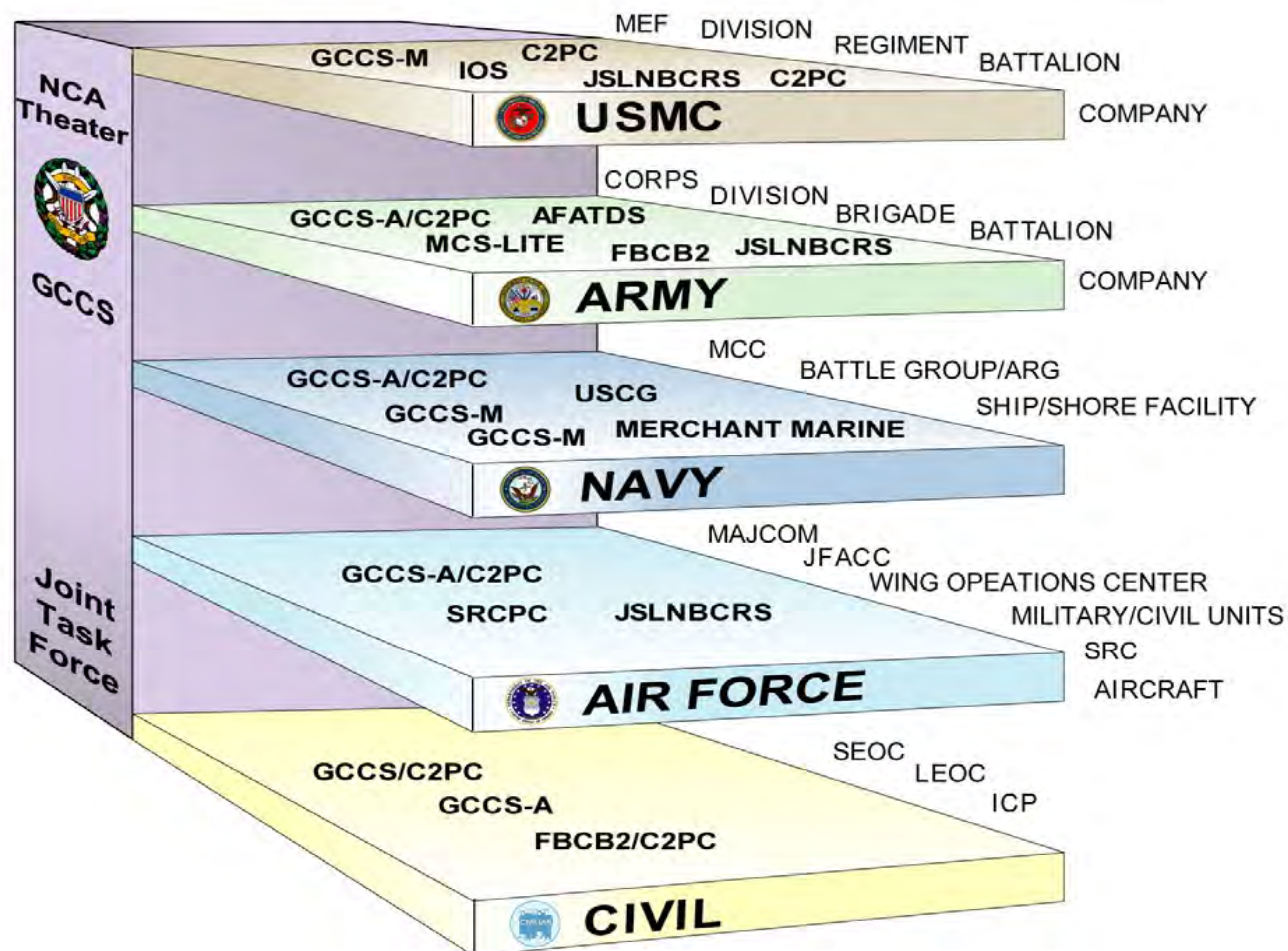 NCA
Theater
GCCS
Joint
Task
Force
MEF
DIVISION
REGIMENT
BATTALION
COMPANY
GCCS-M
IOS
C2PC
JSLNBCRS
C2PC
USMC
CORPS
DIVISION
BRIGADE
BATTALION
COMPANY
GCCS-A/C2PC
AFATDS
MCS-LITE
FBCB2
JSLNBCRS
ARMY
MCC
BATTLE GROUP/ARG
SHIP/SHORE FACILITY
GCCS-A/C2PC
USCG
GCCS-M
GCCS-M
MERCHANT MARINE
NAVY
MAJCOM
JFACC
WING OPEATIONS CENTER
MILITARY/CIVIL UNITS
SRC
AIRCRAFT
GCCS-A/C2PC
SRCPC
JSLNBCRS
AIR FORCE
SEOC
LEOC
ICP
GCCS/C2PC
GCCS-A
FBCB2/C2PC
CIVIL